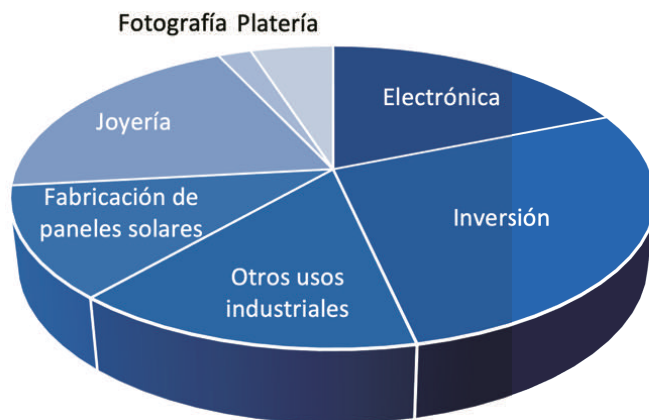 Fotografía Platería
Electrónica
Joyería
Fabricación de
paneles solares
Inversión
Otros usos
industriales